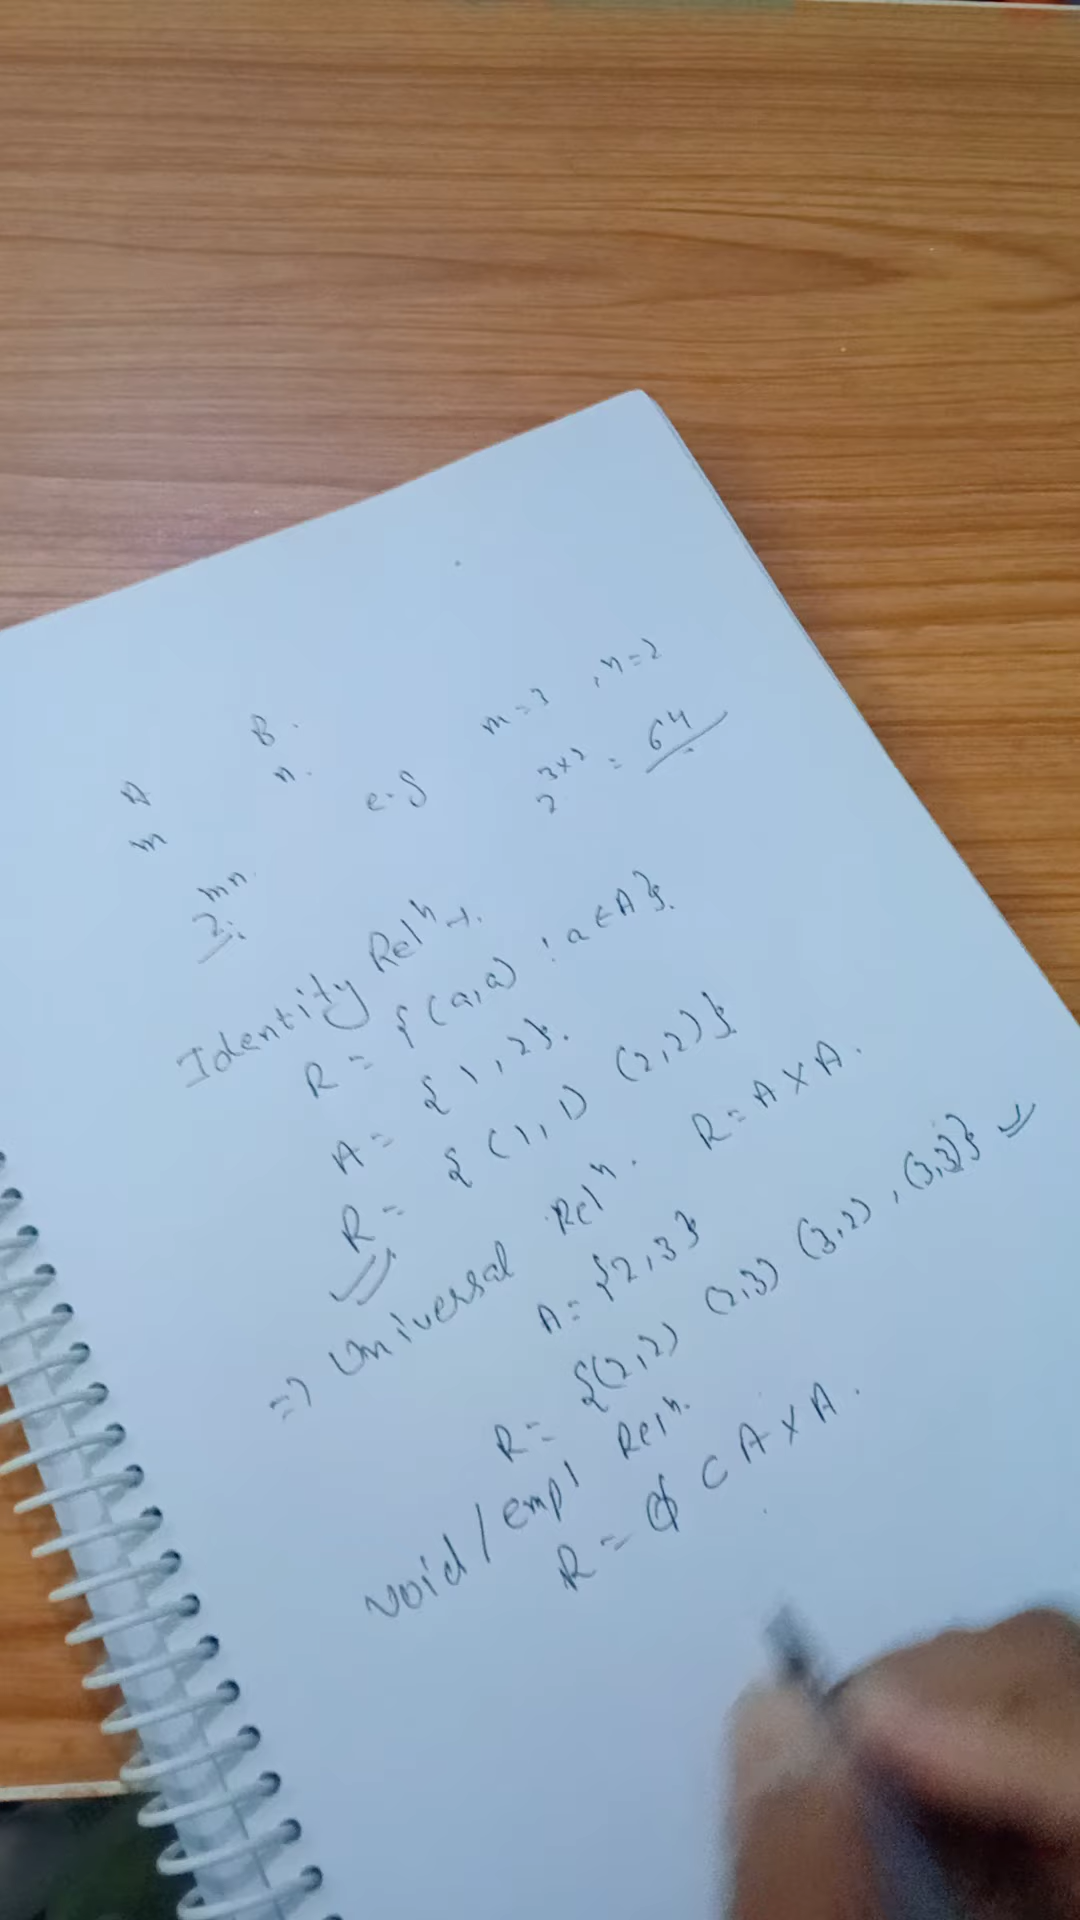 A B.
m n.
2^mn.
e.g m=3 , n=2
2^3×2 = 64
Identity Relⁿ.
R = {(a,a) : a∈A}.
A = {1,2}.
R = {(1,1) (2,2)}
=> Universal Relⁿ. R=A×A.
A= {2,3}
R= {(2,2) (2,3) (3,2) , (3,3)}
Void/empt Relⁿ.
R = ϕ ⊂ A×A.